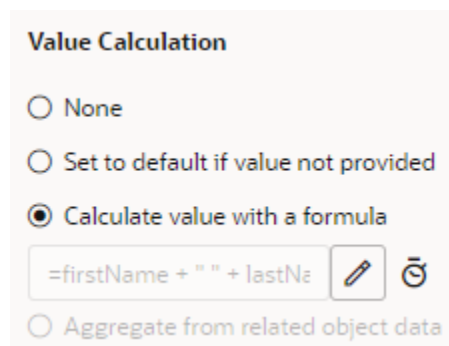 Value Calculation
None
Set to default if value not provided
Calculate value with a formula
=firstName + " " + lastNa
Aggregate from related object data